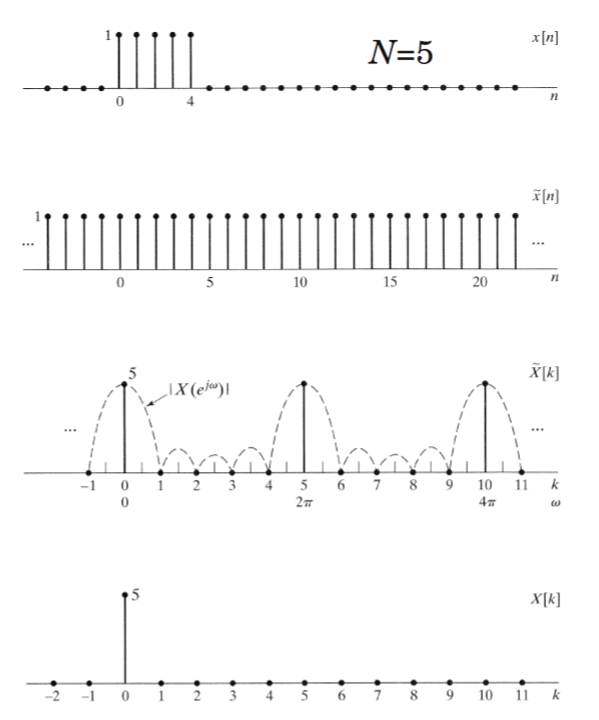 1 N=5 x[n]
0 4 n
x̃[n]
1
... ...
0 5 10 15 20 n
5 X̃[k]
|X(e^{jω})|
... ...
–1 0 1 2 3 4 5 6 7 8 9 10 11 k
0 2π 4π ω
5 X[k]
–2 –1 0 1 2 3 4 5 6 7 8 9 10 11 k